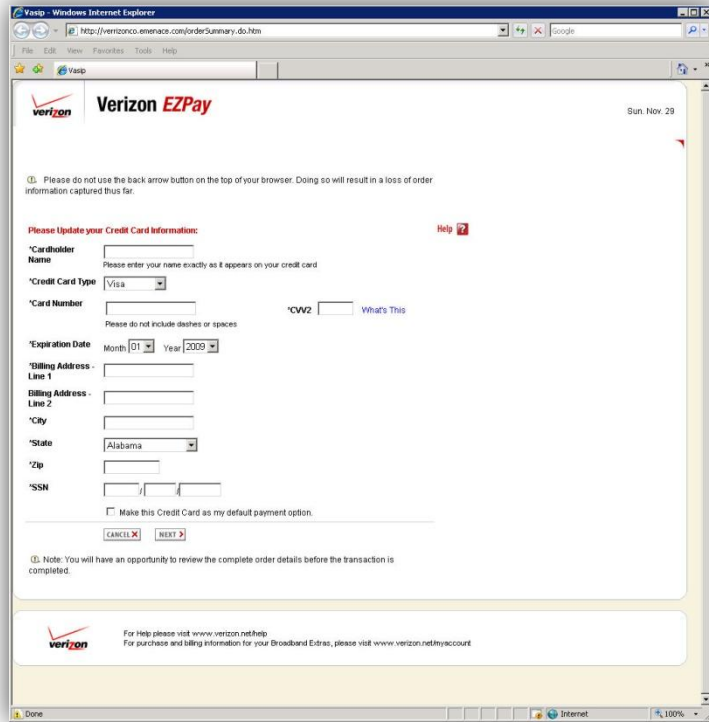 Vasip - Windows Internet Explorer
http://verrizonco.emenace.com/orderSummary.do.htm
Google
File Edit View Favorites Tools Help
Vasip
verizon
Verizon EZPay
Sun. Nov. 29
Please do not use the back arrow button on the top of your browser. Doing so will result in a loss of order
information captured thus far.
Please Update your Credit Card Information:
Help ?
*Cardholder
Name
Please enter your name exactly as it appears on your credit card
*Credit Card Type Visa
*Card Number
*CVV2 What's This
Please do not include dashes or spaces
*Expiration Date Month 01 Year 2009
*Billing Address -
Line 1
Billing Address -
Line 2
*City
*State Alabama
*Zip
*SSN / /
Make this Credit Card as my default payment option.
CANCEL X NEXT >
Note: You will have an opportunity to review the complete order details before the transaction is
completed.
verizon
For Help please visit www.verizon.net/help
For purchase and billing information for your Broadband Extras, please visit www.verizon.net/myaccount
Done
Internet
100%